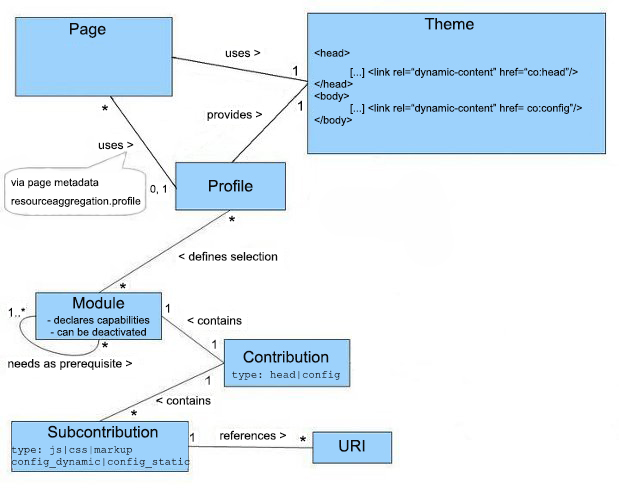 Page
Theme
<head>
[...] <link rel="dynamic-content" href="co:head"/>
</head>
<body>
[...] <link rel="dynamic-content" href= co:config"/>
</body>
uses >
1
1
*
provides >
uses >
via page metadata
resourceaggregation.profile
0, 1
Profile
*
< defines selection
*
Module
- declares capabilities
- can be deactivated
1..*
*
needs as prerequisite >
1
< contains
1
Contribution
type: head|config
1
< contains
*
Subcontribution
type: js|css|markup
config_dynamic|config_static
1
references >
*
URI